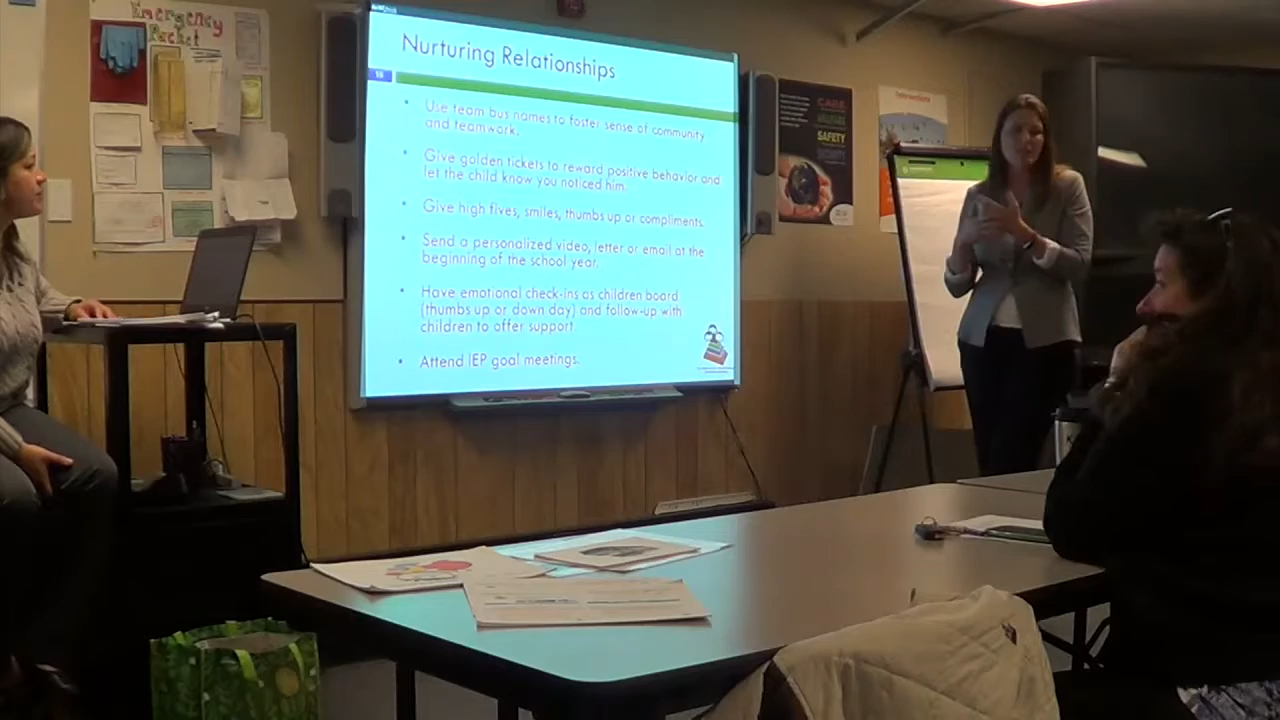 Emergency
Packet
Nurturing Relationships
16
• Use team bus names to foster sense of community
and teamwork.
• Give golden tickets to reward positive behavior and
let the child know you noticed him.
• Give high fives, smiles, thumbs up or compliments.
• Send a personalized video, letter or email at the
beginning of the school year.
• Have emotional check-ins as children board
(thumbs up or down day) and follow-up with
children to offer support.
• Attend IEP goal meetings.
CARE
WELFARE
SAFETY
SECURITY